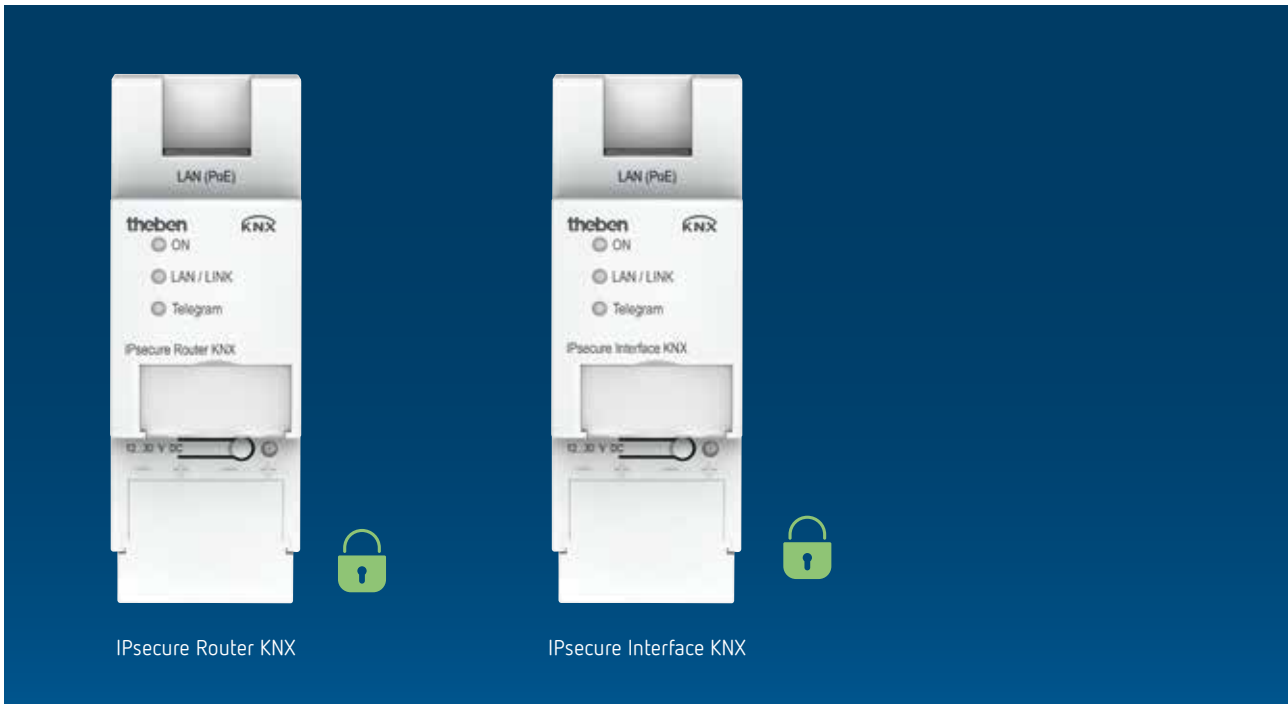 LAN (PoE)
theben KNX
ON
LAN / LINK
Telegram
IPsecure Router KNX
12...30 V DC
− + − +
IPsecure Router KNX
LAN (PoE)
theben KNX
ON
LAN / LINK
Telegram
IPsecure Interface KNX
12...30 V DC
− + − +
IPsecure Interface KNX